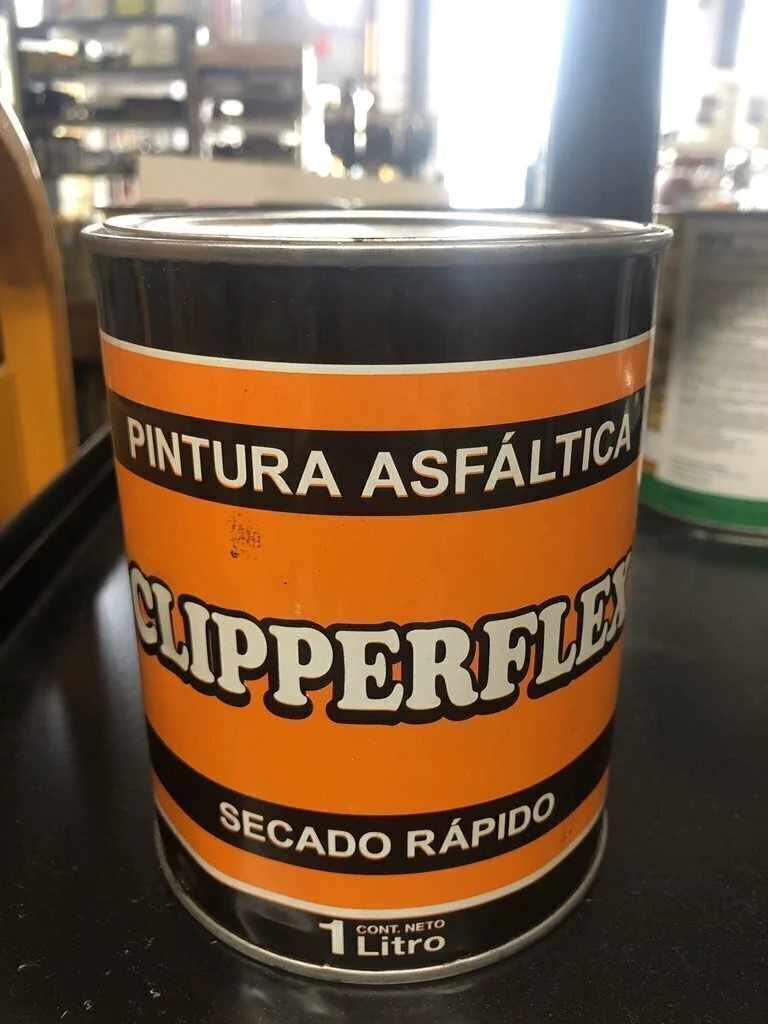 PINTURA ASFÁLTICA
CLIPPERFLEX
SECADO RÁPIDO
1 CONT. NETO
Litro